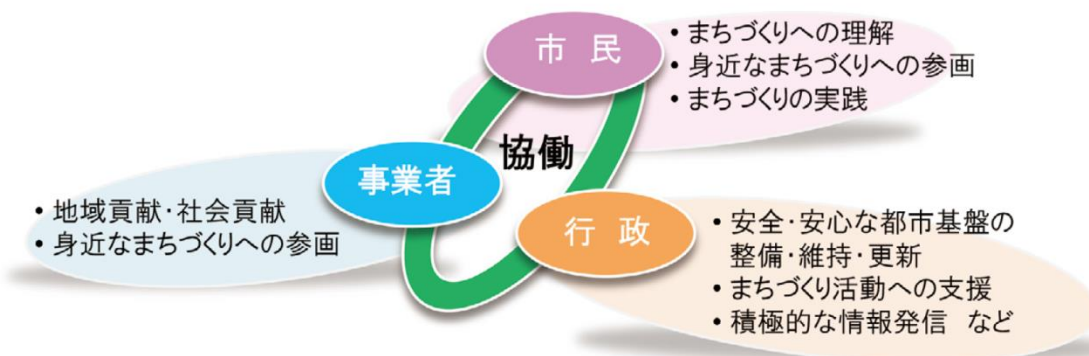 市 民
• まちづくりへの理解
• 身近なまちづくりへの参画
• まちづくりの実践
協働
事業者
• 地域貢献・社会貢献
• 身近なまちづくりへの参画
行 政
• 安全・安心な都市基盤の
整備・維持・更新
• まちづくり活動への支援
• 積極的な情報発信 など